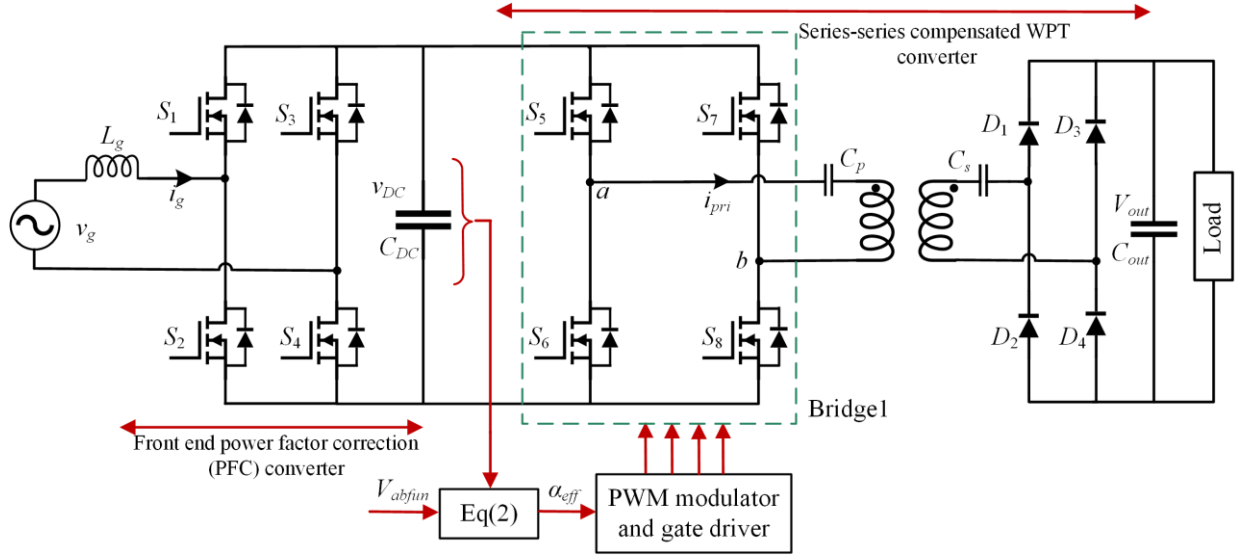 Series-series compensated WPT
converter
S1
S3
S5
S7
Lg
ig
vg
vDC
CDC
a
ipri
b
Cp
Cs
D1
D3
Vout
Cout
Load
S2
S4
S6
S8
D2
D4
Bridge1
Front end power factor correction
(PFC) converter
Vabfun
Eq(2)
αeff
PWM modulator
and gate driver